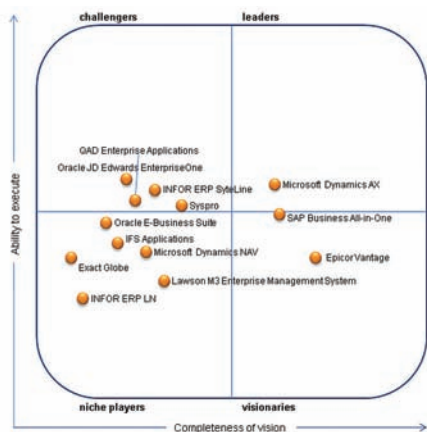 challengers
leaders
QAD Enterprise Applications
Oracle JD Edwards EnterpriseOne
INFOR ERP SyteLine
Microsoft Dynamics AX
Syspro
SAP Business All-in-One
Oracle E-Business Suite
IFS Applications
Microsoft Dynamics NAV
Epicor Vantage
Exact Globe
Lawson M3 Enterprise Management System
INFOR ERP LN
Ability to execute
niche players
visionaries
Completeness of vision